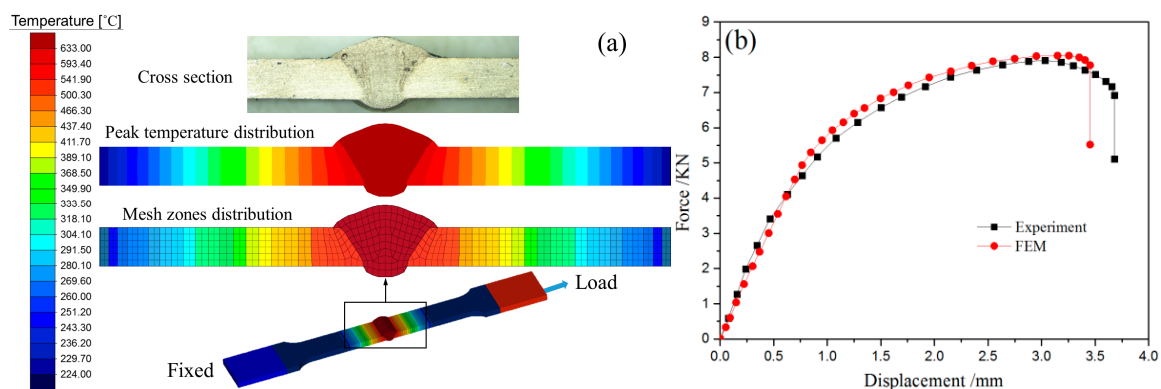 Temperature [°C]
633.00
593.40
544.20
500.30
466.30
437.40
411.70
389.10
368.50
349.90
333.50
318.10
304.10
291.50
280.10
269.60
260.00
251.20
243.30
236.20
229.70
224.00
(a)
Cross section
Peak temperature distribution
Mesh zones distribution
Load
Fixed
(b)
Force /KN
9
8
7
6
5
4
3
2
1
0
Experiment
FEM
0.0 0.5 1.0 1.5 2.0 2.5 3.0 3.5 4.0
Displacement /mm